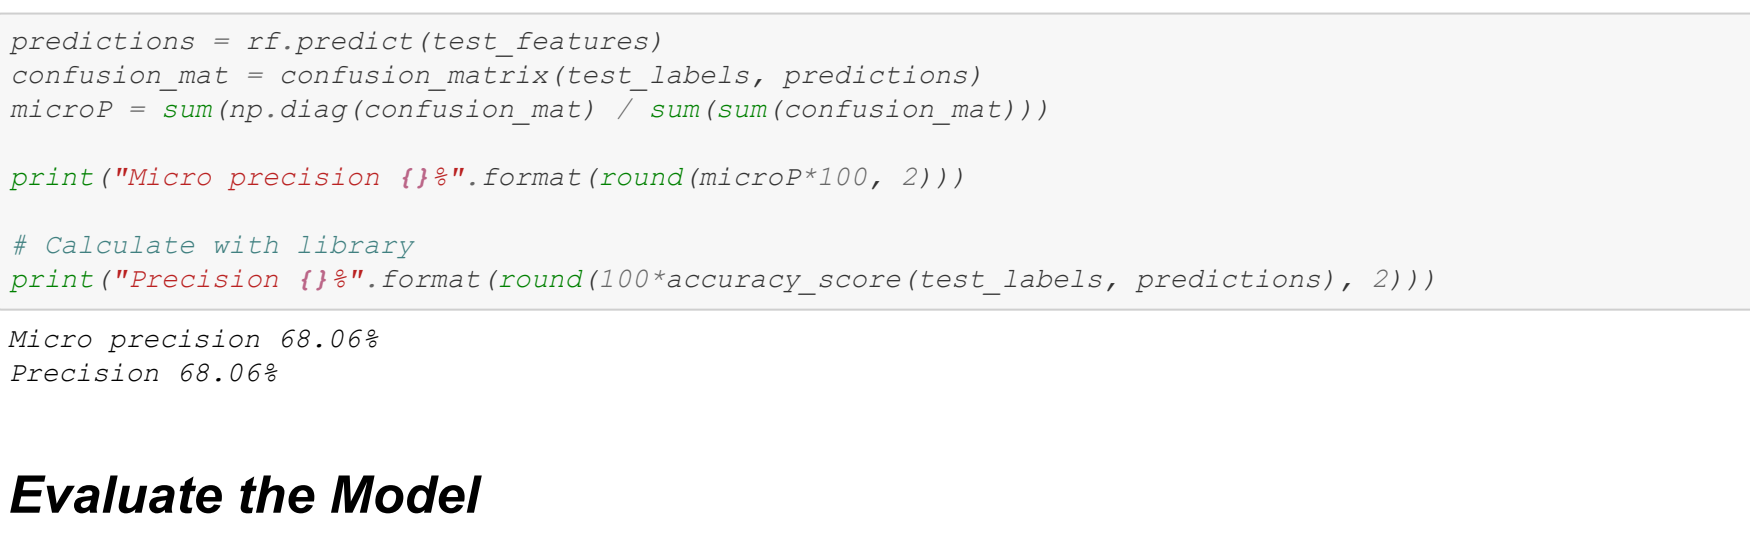 predictions = rf.predict(test_features)
confusion_mat = confusion_matrix(test_labels, predictions)
microP = sum(np.diag(confusion_mat) / sum(sum(confusion_mat)))
print("Micro precision {}%".format(round(microP*100, 2)))
# Calculate with library
print("Precision {}%".format(round(100*accuracy_score(test_labels, predictions), 2)))
Micro precision 68.06%
Precision 68.06%
Evaluate the Model